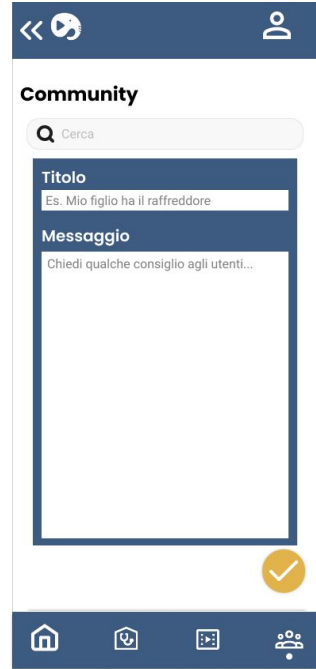 Community
Cerca
Titolo
Es. Mio figlio ha il raffreddore
Messaggio
Chiedi qualche consiglio agli utenti...